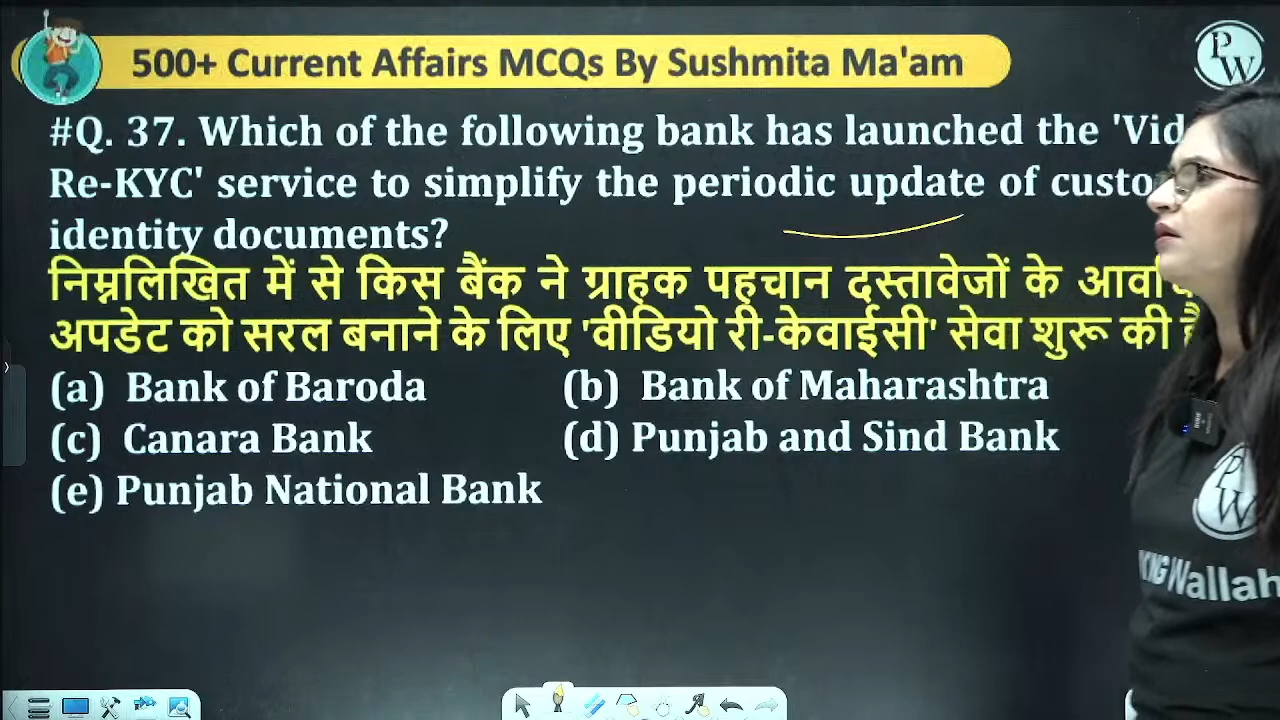 500+ Current Affairs MCQs By Sushmita Ma'am
PW
#Q. 37. Which of the following bank has launched the 'Vid
Re-KYC' service to simplify the periodic update of custo
identity documents?
निम्नलिखित में से किस बैंक ने ग्राहक पहचान दस्तावेजों के
अपडेट को सरल बनाने के लिए 'वीडियो री-केवाईसी' सेवा शुरू की
(a) Bank of Baroda
(b) Bank of Maharashtra
(c) Canara Bank
(d) Punjab and Sind Bank
(e) Punjab National Bank
PW
Wallah